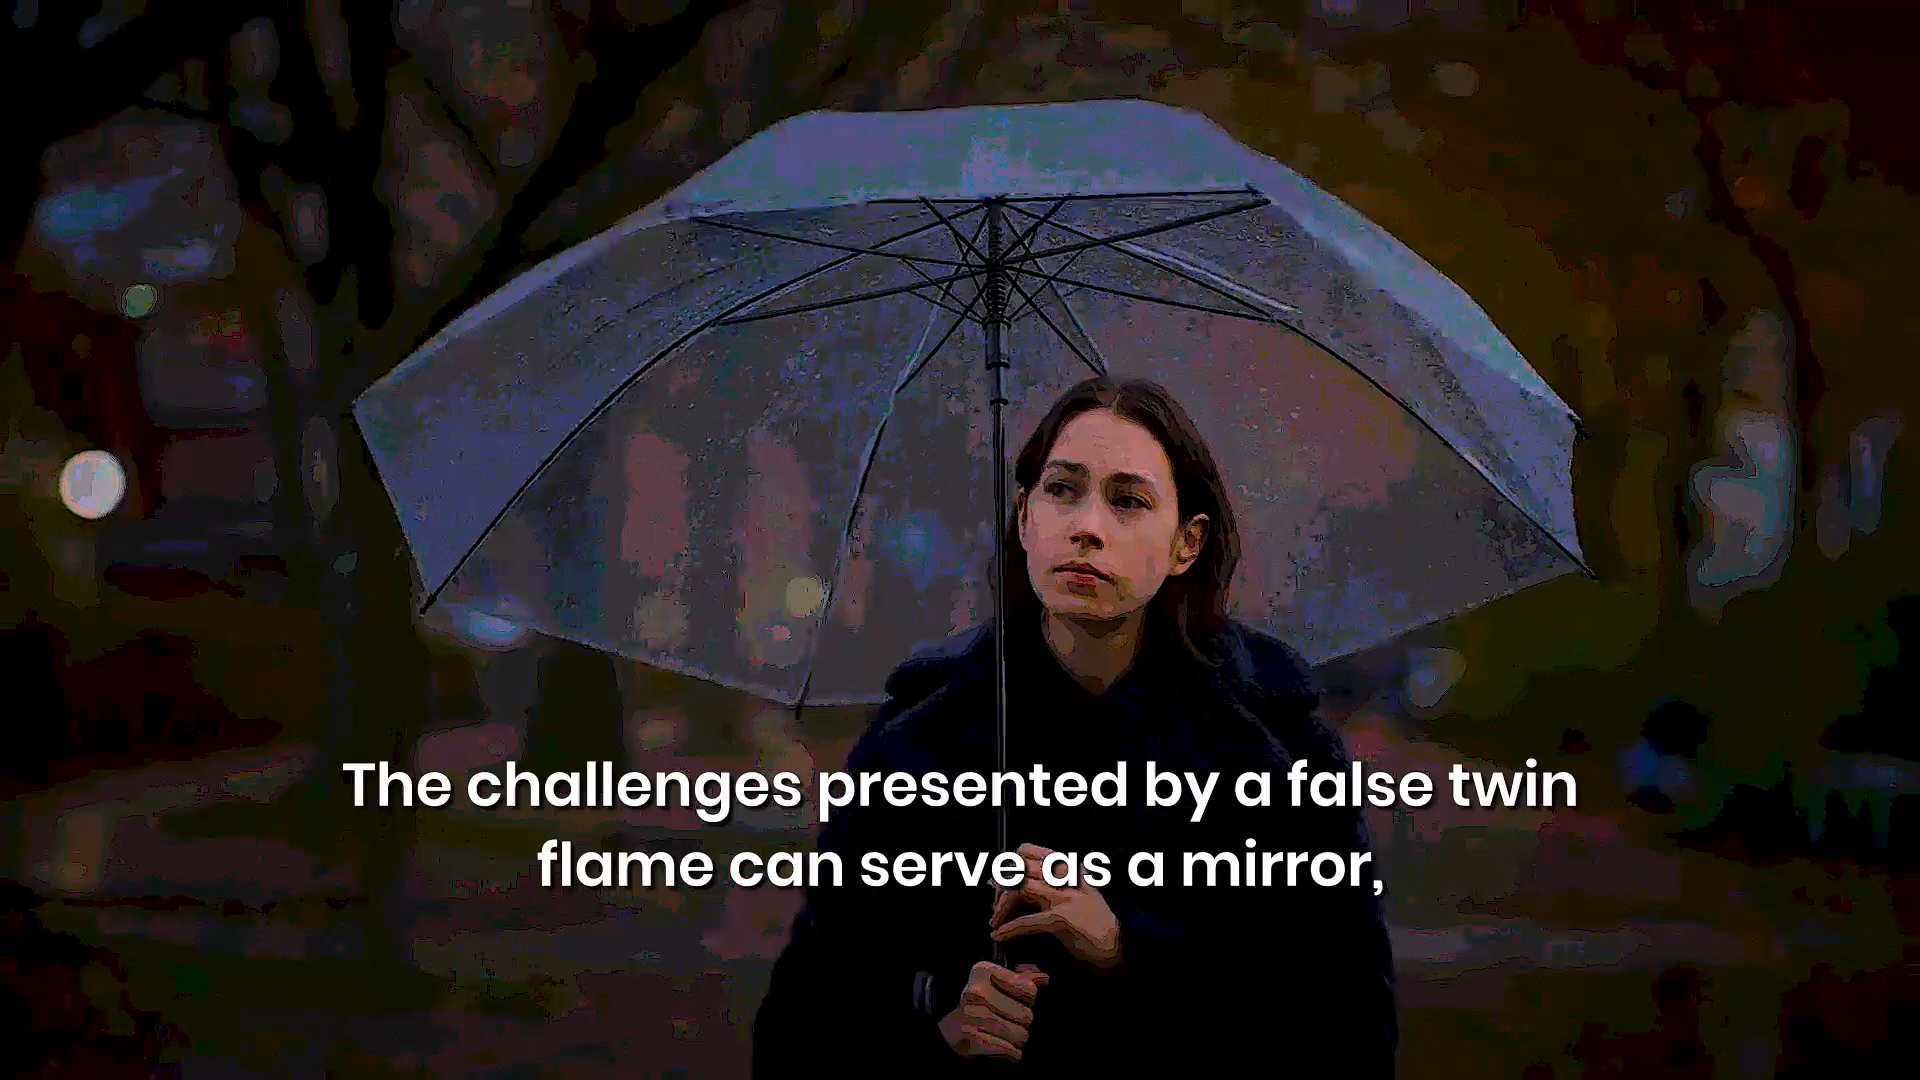 The challenges presented by a false twin
flame can serve as a mirror,